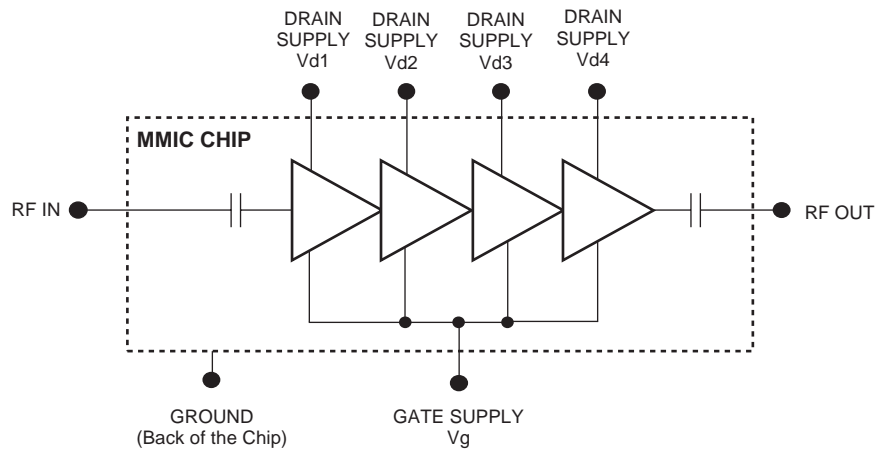 DRAIN
SUPPLY
Vd1
DRAIN
SUPPLY
Vd2
DRAIN
SUPPLY
Vd3
DRAIN
SUPPLY
Vd4
MMIC CHIP
RF IN
RF OUT
GROUND
(Back of the Chip)
GATE SUPPLY
Vg